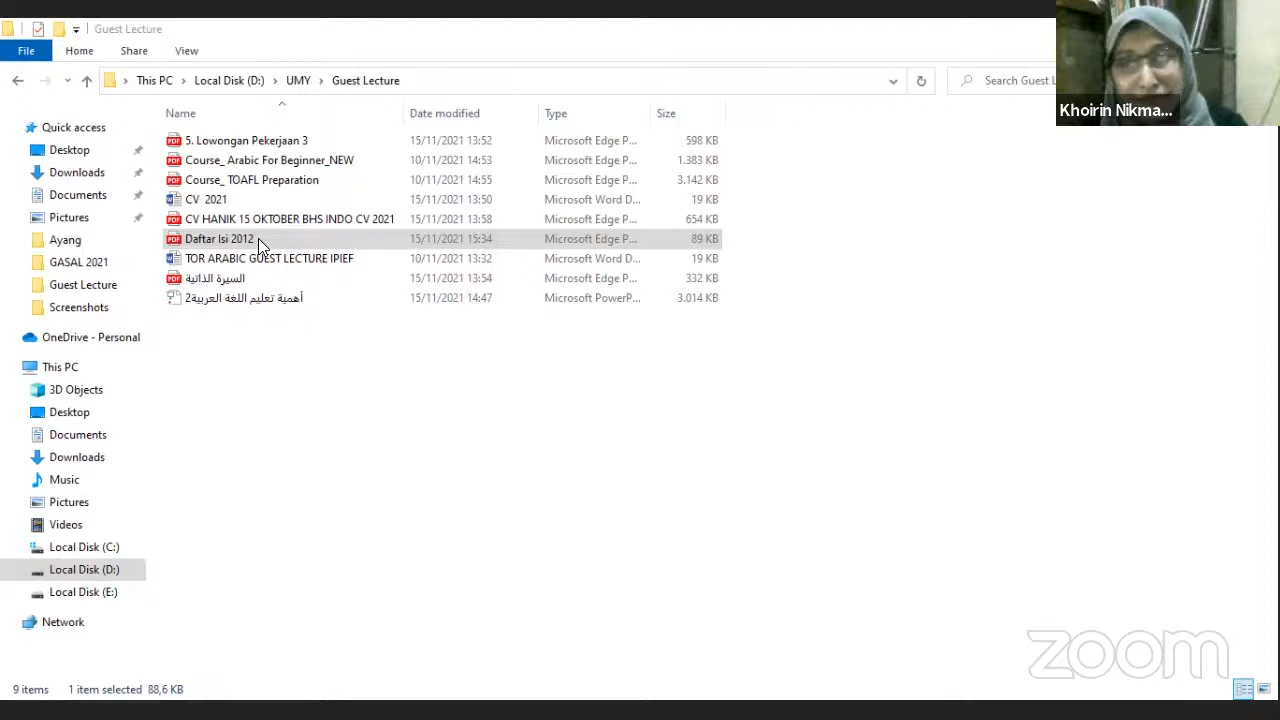 Guest Lecture
File Home Share View
This PC > Local Disk (D:) > UMY > Guest Lecture
Search Guest L
Khoirin Nikma...
Name Date modified Type Size
5. Lowongan Pekerjaan 3 15/11/2021 13:52 Microsoft Edge P... 598 KB
Course_ Arabic For Beginner_NEW 10/11/2021 14:53 Microsoft Edge P... 1.383 KB
Course_ TOAFL Preparation 10/11/2021 14:55 Microsoft Edge P... 3.142 KB
CV 2021 15/11/2021 13:50 Microsoft Word D... 19 KB
CV HANIK 15 OKTOBER BHS INDO CV 2021 15/11/2021 13:58 Microsoft Edge P... 654 KB
Daftar Isi 2012 15/11/2021 15:34 Microsoft Edge P... 89 KB
TOR ARABIC GUEST LECTURE IPIEF 10/11/2021 13:32 Microsoft Word D... 19 KB
السيرة الذاتية 15/11/2021 13:54 Microsoft Edge P... 332 KB
أهمية تعليم اللغة العربية2 15/11/2021 14:47 Microsoft PowerP... 3.014 KB
Quick access
Desktop
Downloads
Documents
Pictures
Ayang
GASAL 2021
Guest Lecture
Screenshots
OneDrive - Personal
This PC
3D Objects
Desktop
Documents
Downloads
Music
Pictures
Videos
Local Disk (C:)
Local Disk (D:)
Local Disk (E:)
Network
zoom
9 items 1 item selected 88,6 KB